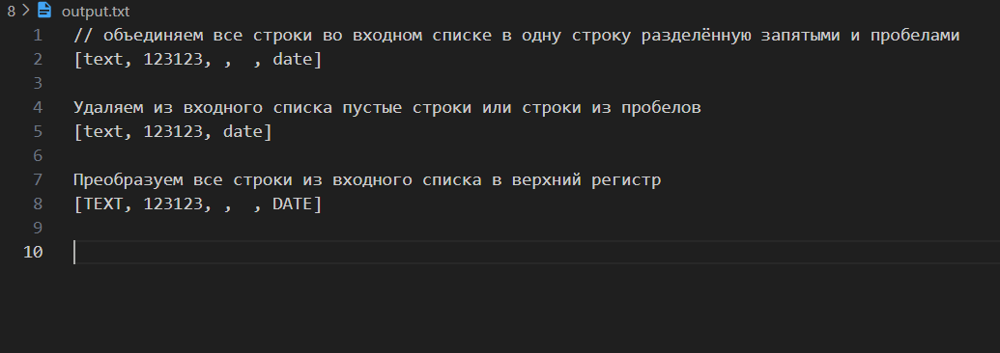 8 > output.txt
1 // объединяем все строки во входном списке в одну строку разделённую запятыми и пробелами
2 [text, 123123, ,  , date]
3
4 Удаляем из входного списка пустые строки или строки из пробелов
5 [text, 123123, date]
6
7 Преобразуем все строки из входного списка в верхний регистр
8 [TEXT, 123123, ,  , DATE]
9
10